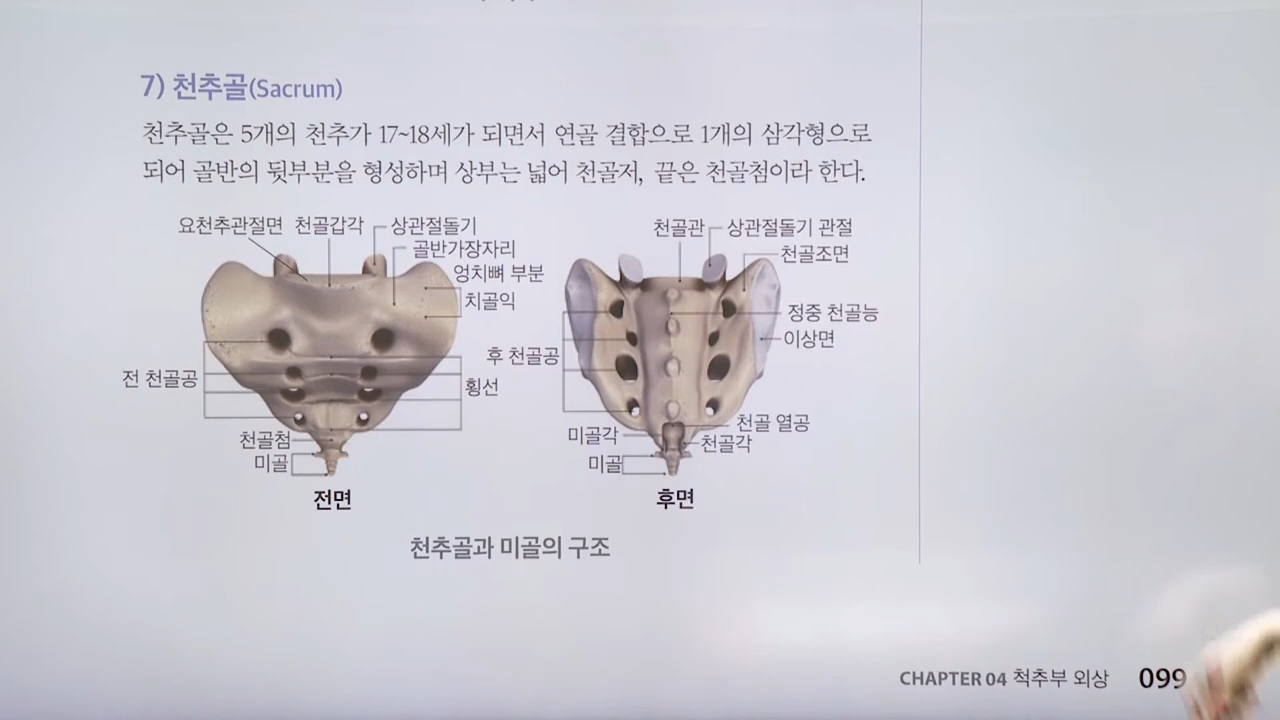 7) 천추골(Sacrum)
천추골은 5개의 천추가 17~18세가 되면서 연골 결합으로 1개의 삼각형으로
되어 골반의 뒷부분을 형성하며 상부는 넓어 천골저, 끝은 천골첨이라 한다.
요천추관절면
천골갑각
상관절돌기
골반가장자리
엉치뼈 부분
치골익
전 천골공
횡선
천골첨
미골
전면
천골관
상관절돌기 관절
천골조면
정중 천골능
이상면
후 천골공
천골 열공
미골각
천골각
미골
후면
천추골과 미골의 구조
CHAPTER 04 척추부 외상 099